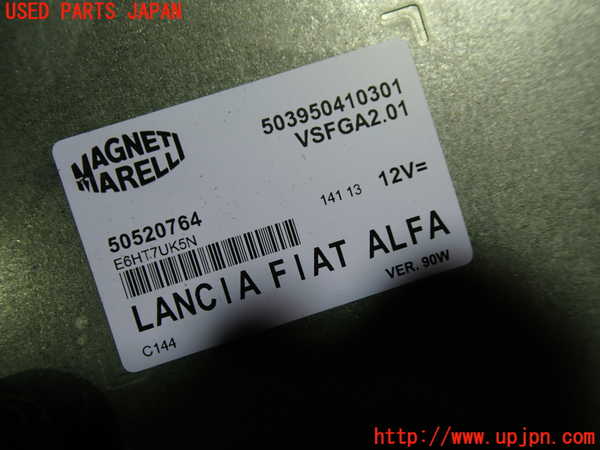 USED PARTS JAPAN
MAGNETI
MARELLI
503950410301
VSFGA2.01
50520764
E6HT7UK5N
141 13
12V=
LANCIA FIAT ALFA
VER. 90W
C144
http://www.upjpn.com/